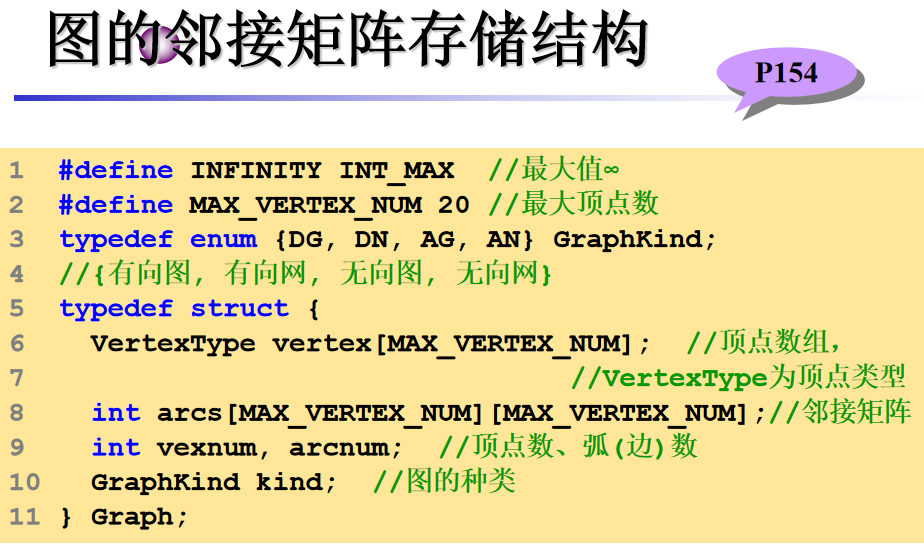 图的邻接矩阵存储结构
P154
1 #define INFINITY INT_MAX //最大值∞
2 #define MAX_VERTEX_NUM 20 //最大顶点数
3 typedef enum {DG, DN, AG, AN} GraphKind;
4 //{有向图, 有向网, 无向图, 无向网}
5 typedef struct {
6 VertexType vertex[MAX_VERTEX_NUM]; //顶点数组,
7 //VertexType为顶点类型
8 int arcs[MAX_VERTEX_NUM][MAX_VERTEX_NUM];//邻接矩阵
9 int vexnum, arcnum; //顶点数、弧(边)数
10 GraphKind kind; //图的种类
11 } Graph;